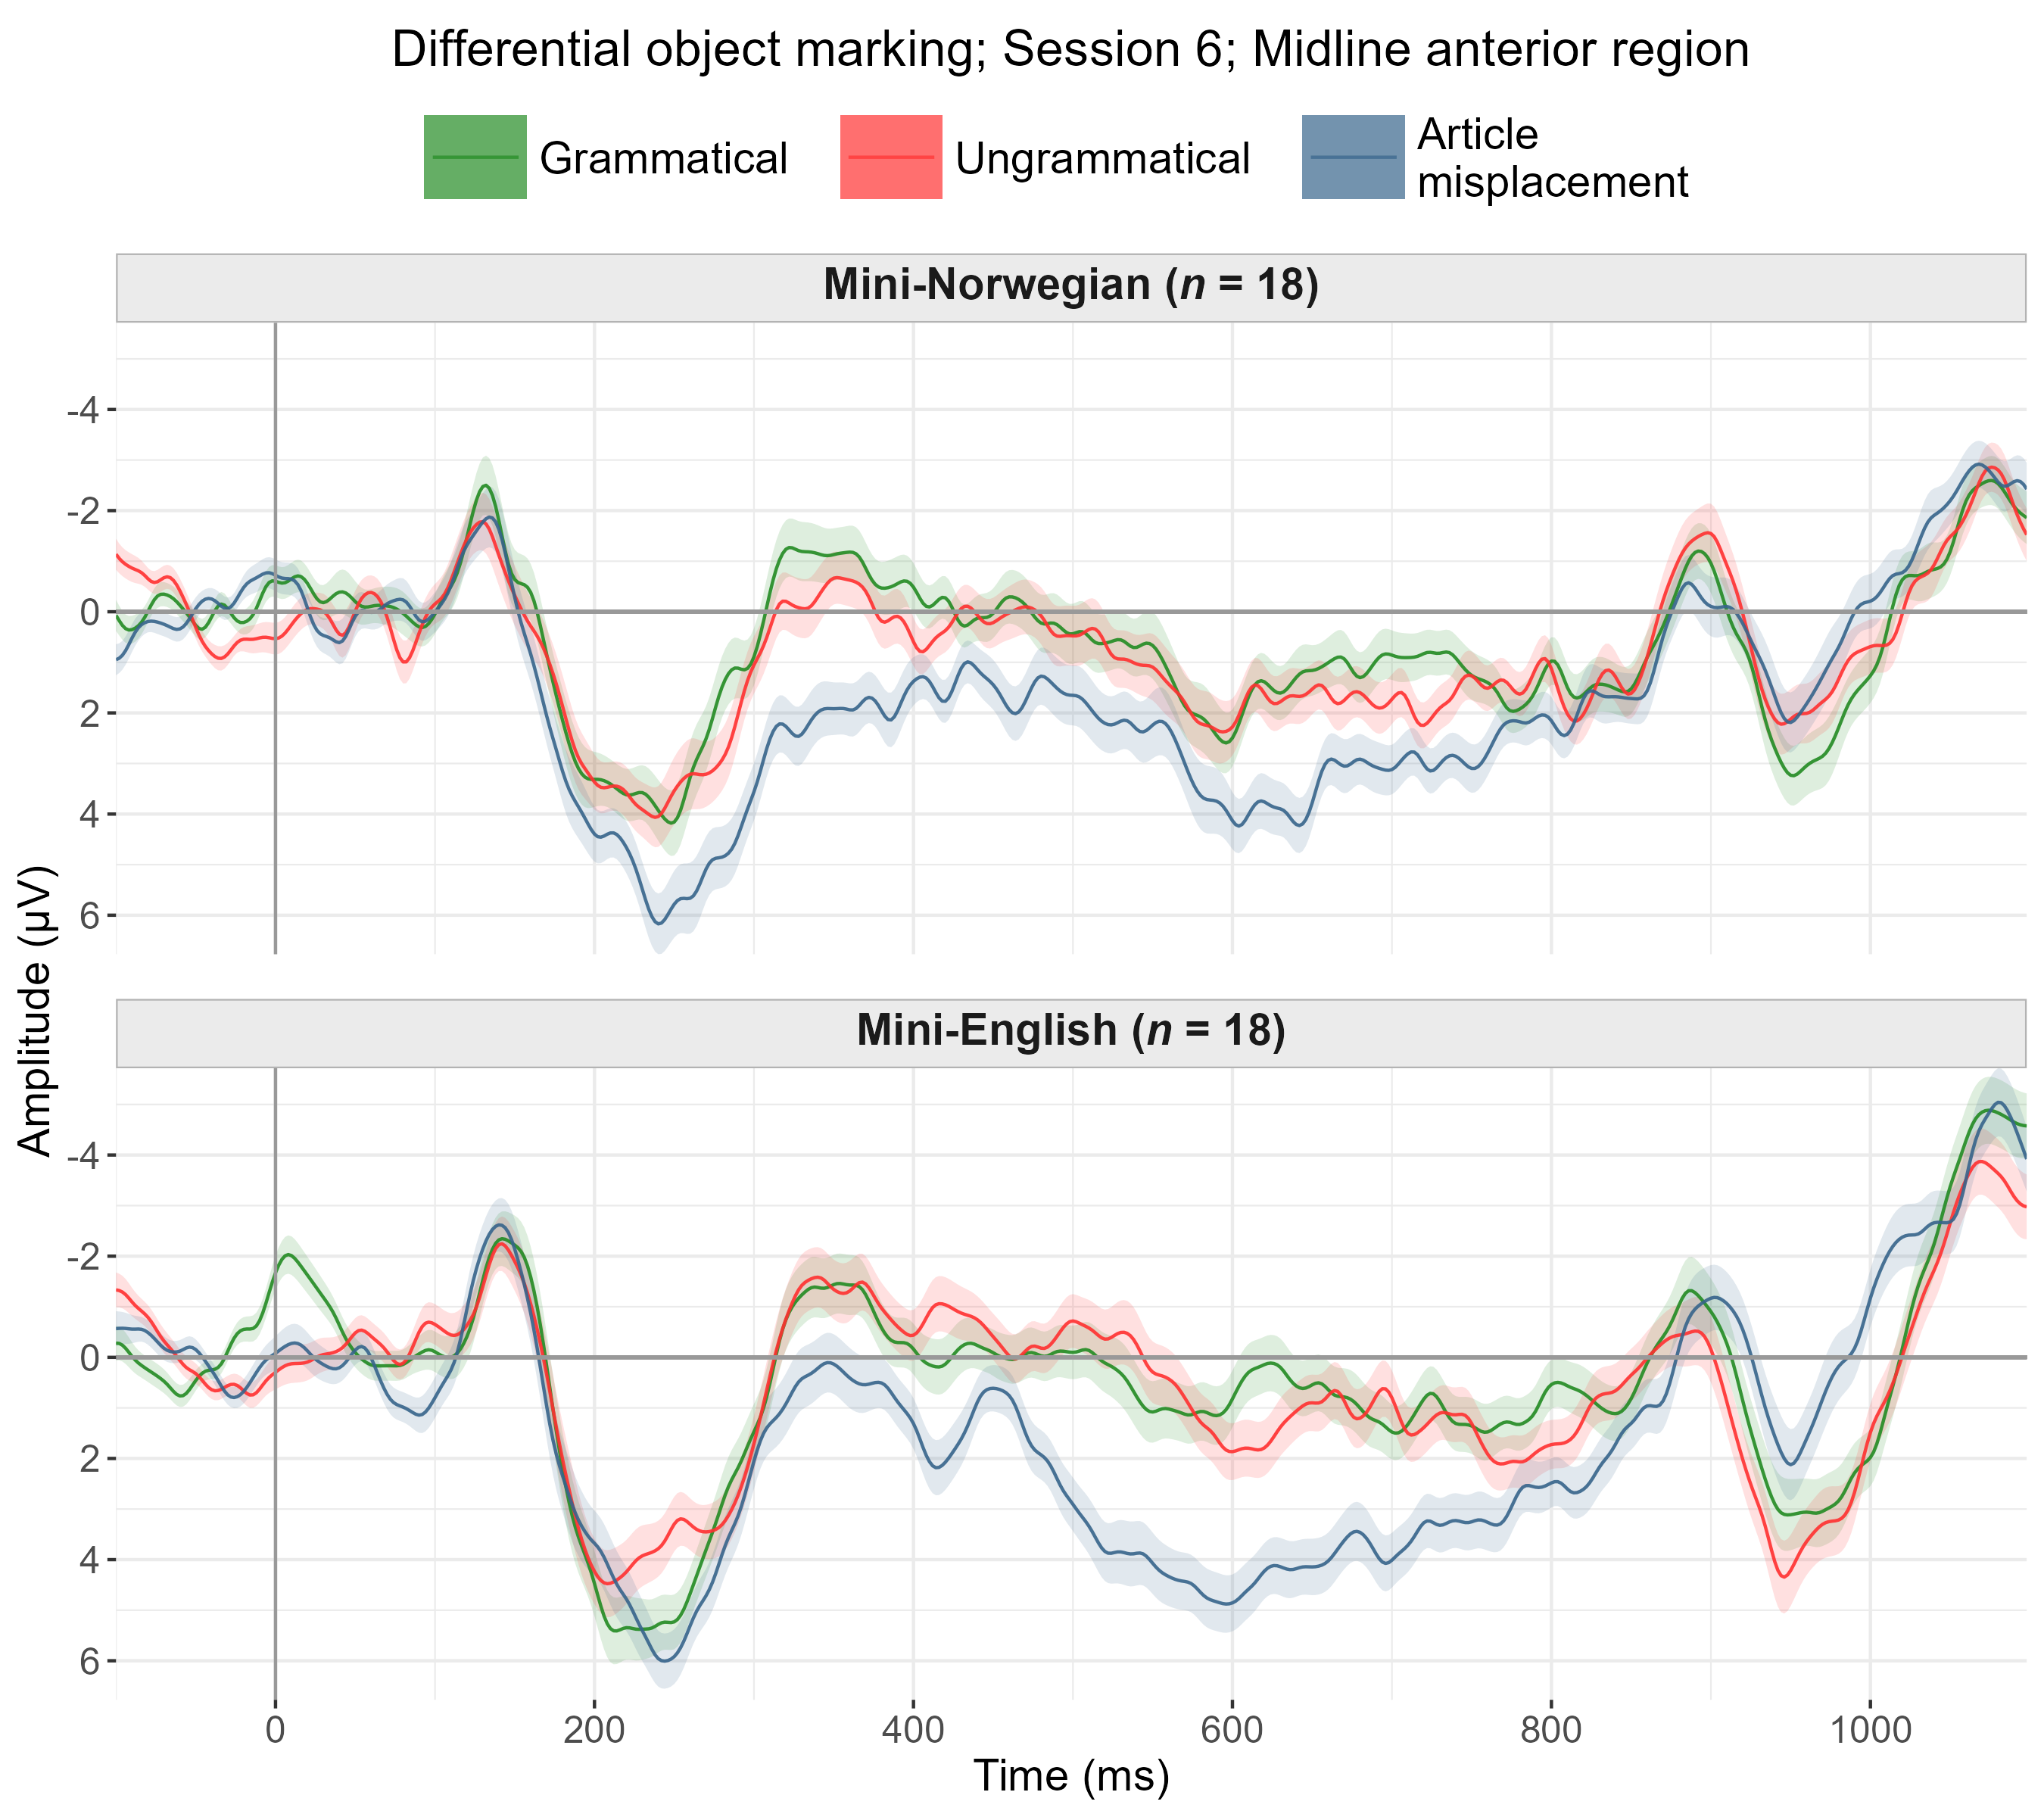 Differential object marking; Session 6; Midline anterior region
Grammatical
Ungrammatical
Article
misplacement
Mini-Norwegian (n = 18)
-4
-2
0
2
4
6
Amplitude (µV)
Mini-English (n = 18)
-4
-2
0
2
4
6
0 200 400 600 800 1000
Time (ms)